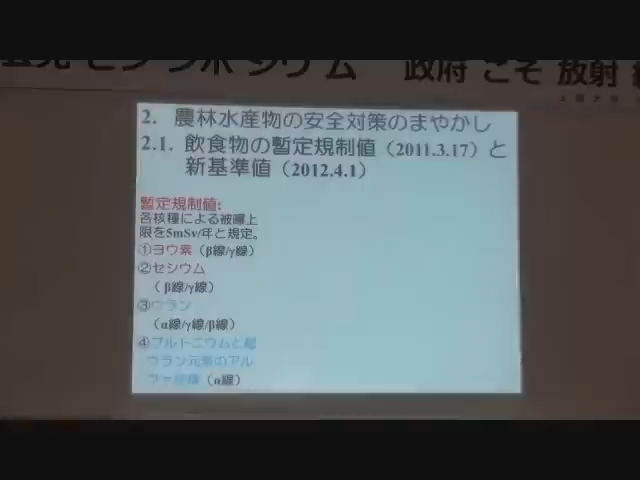 政府 こそ 放射
2. 農林水産物の安全対策のまやかし
2.1. 飲食物の暫定規制値（2011.3.17）と
新基準値（2012.4.1）
暫定規制値:
各核種による被曝上
限を5mSv/年と規定。
①ヨウ素（β線/γ線）
②セシウム
（β線/γ線）
③ウラン
（α線/γ線/β線）
④プルトニウムと超
ウラン元素のアル
ファ核種（α線）